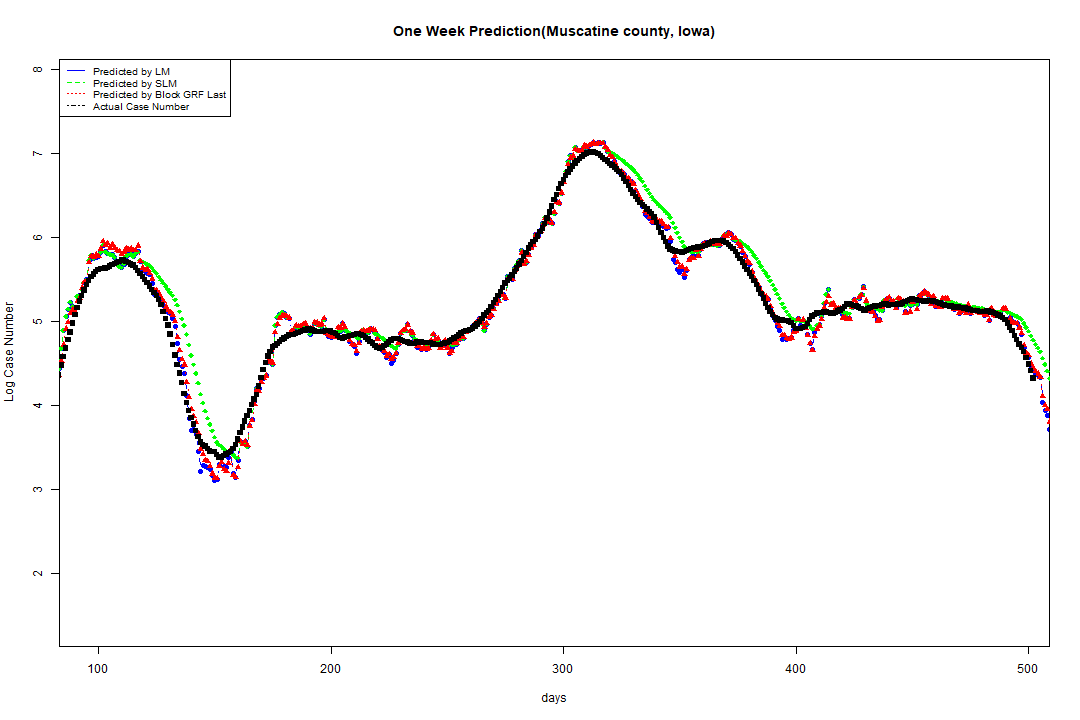 One Week Prediction(Muscatine county, Iowa)
Predicted by LM
Predicted by SLM
Predicted by Block GRF Last
Actual Case Number
8
7
6
5
4
3
2
Log Case Number
100 200 300 400 500
days